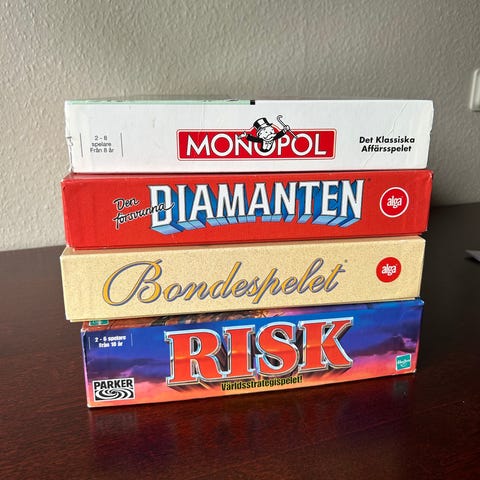 2 - 8
spelare
Från 8 år
MONOPOL
Det Klassiska
Affärsspelet
Den
försvunna
DIAMANTEN
alga
Bondespelet
alga
2 - 6 spelare
från 10 år
RISK
Världsstrategispelet!
PARKER
Hasbro